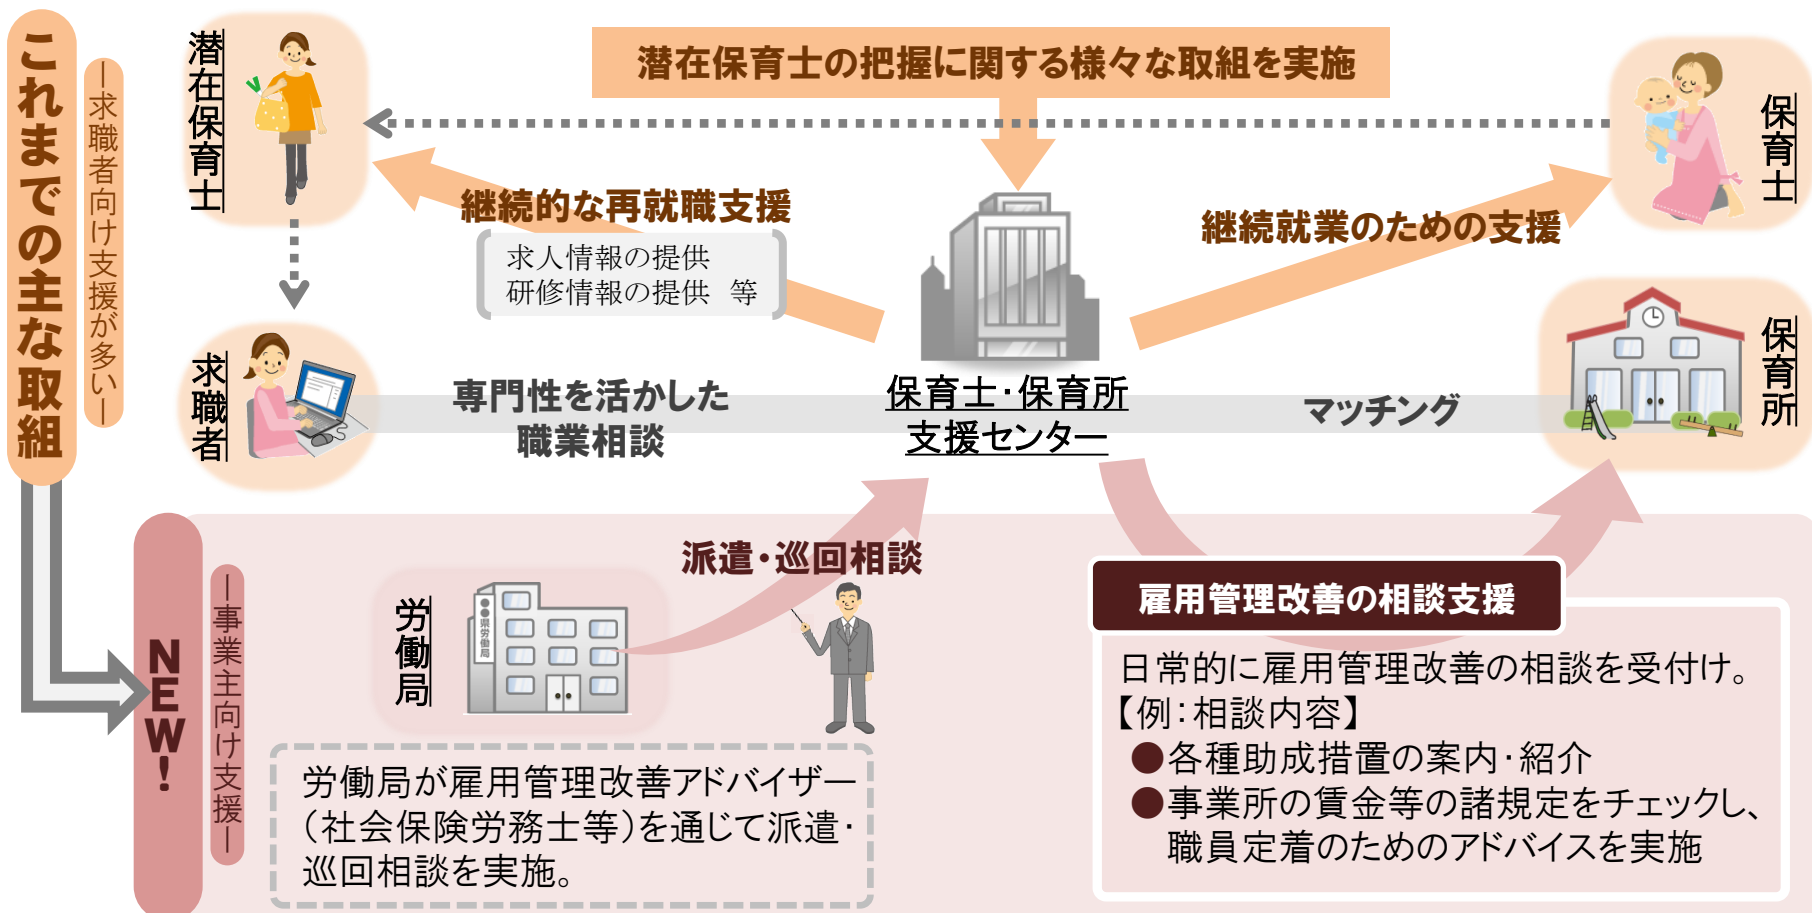 これまでの主な取組
―求職者向け支援が多い―
潜在保育士
潜在保育士の把握に関する様々な取組を実施
保育士
継続的な再就職支援
求人情報の提供
研修情報の提供　等
継続就業のための支援
求職者
専門性を活かした
職業相談
保育士・保育所
支援センター
マッチング
保育所
NEW!
―事業主向け支援―
派遣・巡回相談
労働局
●●県労働局
労働局が雇用管理改善アドバイザー
（社会保険労務士等）を通じて派遣・
巡回相談を実施。
雇用管理改善の相談支援
日常的に雇用管理改善の相談を受付け。
【例：相談内容】
●各種助成措置の案内・紹介
●事業所の賃金等の諸規定をチェックし、
職員定着のためのアドバイスを実施